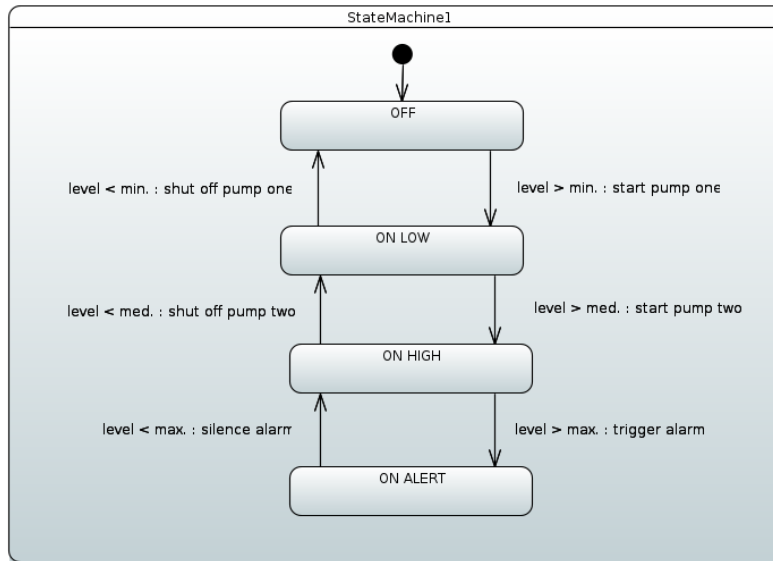 StateMachine1
OFF
level < min. : shut off pump one
level > min. : start pump one
ON LOW
level < med. : shut off pump two
level > med. : start pump two
ON HIGH
level < max. : silence alarm
level > max. : trigger alarm
ON ALERT